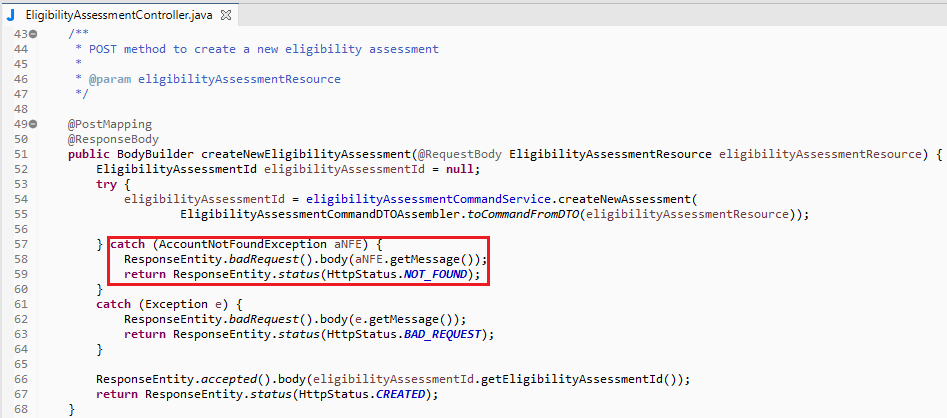 EligibilityAssessmentController.java
43 /**
44 * POST method to create a new eligibility assessment
45 *
46 * @param eligibilityAssessmentResource
47 */
48
49 @PostMapping
50 @ResponseBody
51 public BodyBuilder createNewEligibilityAssessment(@RequestBody EligibilityAssessmentResource eligibilityAssessmentResource) {
52 EligibilityAssessmentId eligibilityAssessmentId = null;
53 try {
54 eligibilityAssessmentId = eligibilityAssessmentCommandService.createNewAssessment(
55 EligibilityAssessmentCommandDTOAssembler.toCommandFromDTO(eligibilityAssessmentResource));
56
57 } catch (AccountNotFoundException aNFE) {
58 ResponseEntity.badRequest().body(aNFE.getMessage());
59 return ResponseEntity.status(HttpStatus.NOT_FOUND);
60 }
61 catch (Exception e) {
62 ResponseEntity.badRequest().body(e.getMessage());
63 return ResponseEntity.status(HttpStatus.BAD_REQUEST);
64 }
65
66 ResponseEntity.accepted().body(eligibilityAssessmentId.getEligibilityAssessmentId());
67 return ResponseEntity.status(HttpStatus.CREATED);
68 }